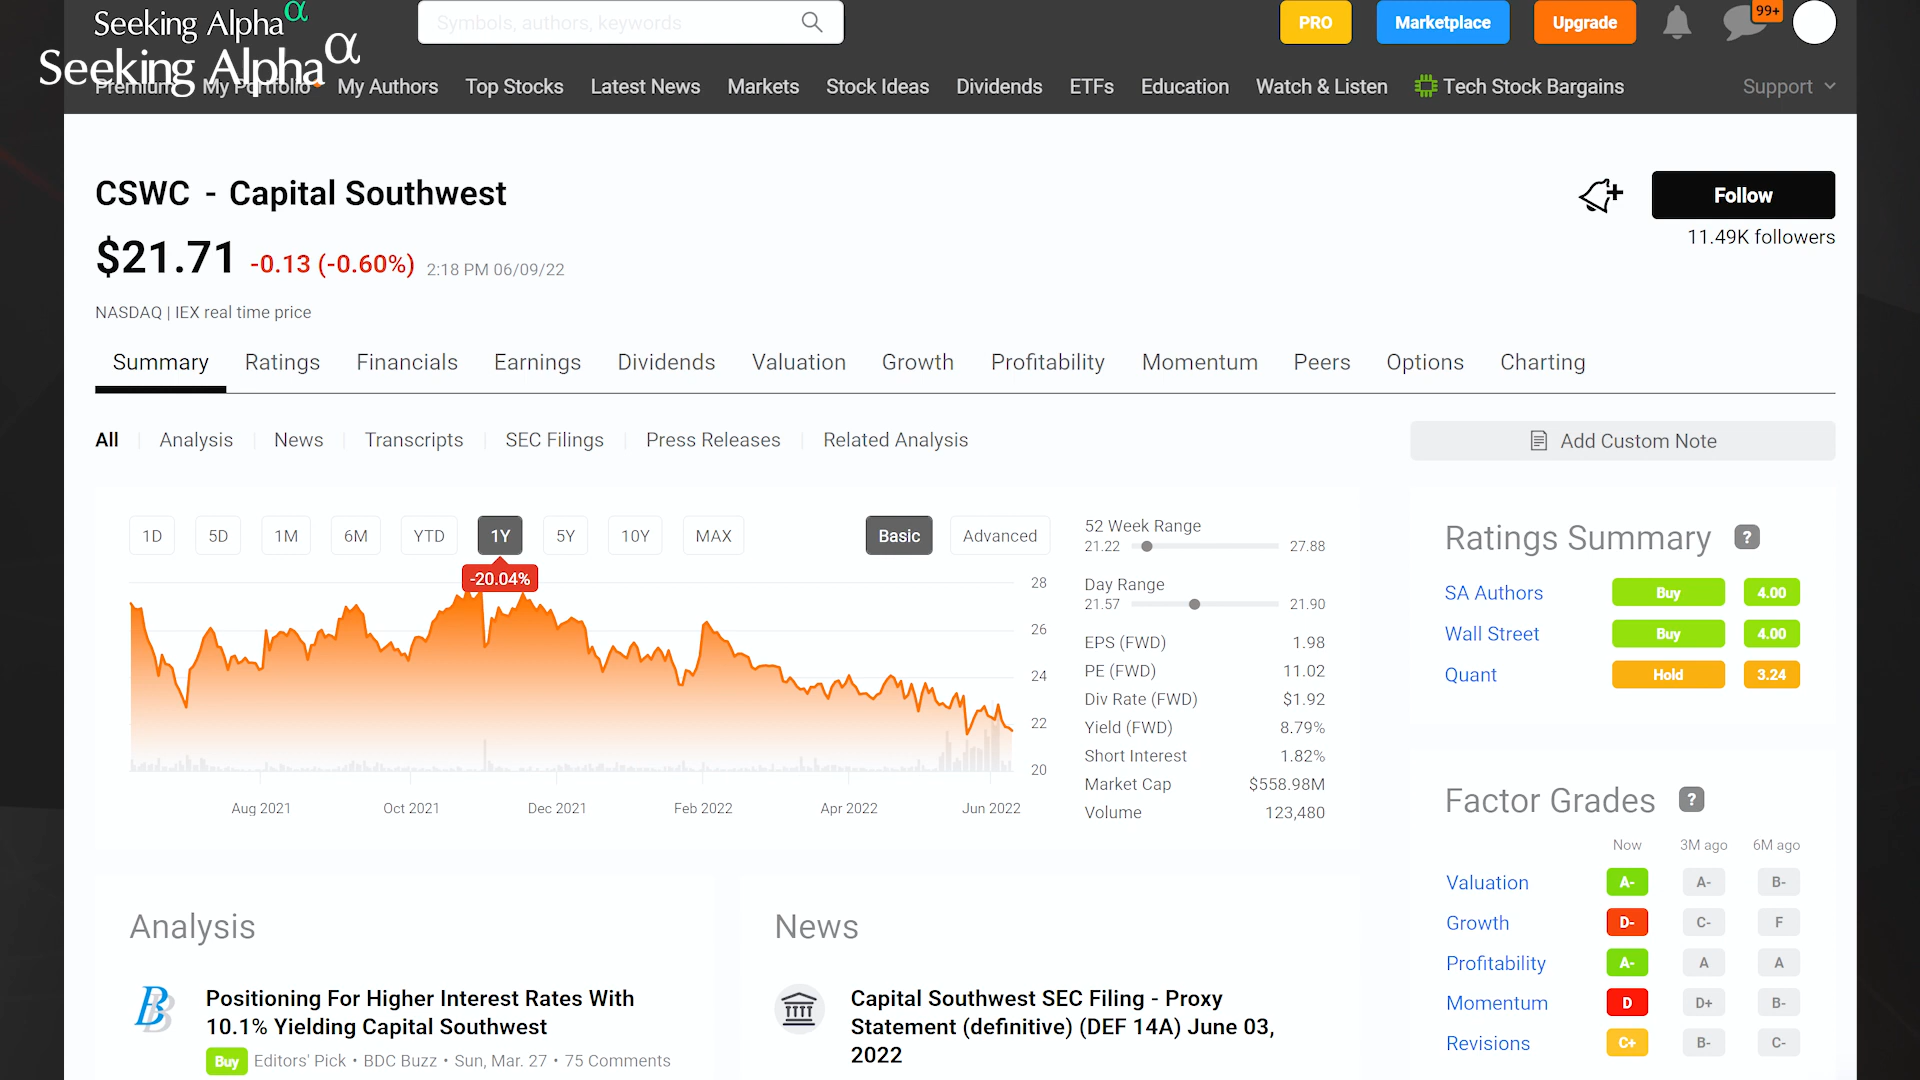 Seeking Alpha α
Symbols, authors, keywords
PRO
Marketplace
Upgrade
99+
Seeking Alpha α
Premium My Portfolio My Authors Top Stocks Latest News Markets Stock Ideas Dividends ETFs Education Watch & Listen Tech Stock Bargains Support
CSWC - Capital Southwest
Follow
$21.71 -0.13 (-0.60%) 2:18 PM 06/09/22
11.49K followers
NASDAQ | IEX real time price
Summary Ratings Financials Earnings Dividends Valuation Growth Profitability Momentum Peers Options Charting
All Analysis News Transcripts SEC Filings Press Releases Related Analysis
Add Custom Note
1D 5D 1M 6M YTD 1Y 5Y 10Y MAX
Basic Advanced
-20.04%
28
26
24
22
20
Aug 2021 Oct 2021 Dec 2021 Feb 2022 Apr 2022 Jun 2022
52 Week Range
21.22 27.88
Day Range
21.57 21.90
EPS (FWD) 1.98
PE (FWD) 11.02
Div Rate (FWD) $1.92
Yield (FWD) 8.79%
Short Interest 1.82%
Market Cap $558.98M
Volume 123,480
Ratings Summary ?
SA Authors Buy 4.00
Wall Street Buy 4.00
Quant Hold 3.24
Factor Grades ?
Now 3M ago 6M ago
Valuation A- A- B-
Growth D- C- F
Profitability A- A A
Momentum D D+ B-
Revisions C+ B- C-
Analysis
Positioning For Higher Interest Rates With
10.1% Yielding Capital Southwest
Buy Editors' Pick • BDC Buzz • Sun, Mar. 27 • 75 Comments
News
Capital Southwest SEC Filing - Proxy
Statement (definitive) (DEF 14A) June 03,
2022